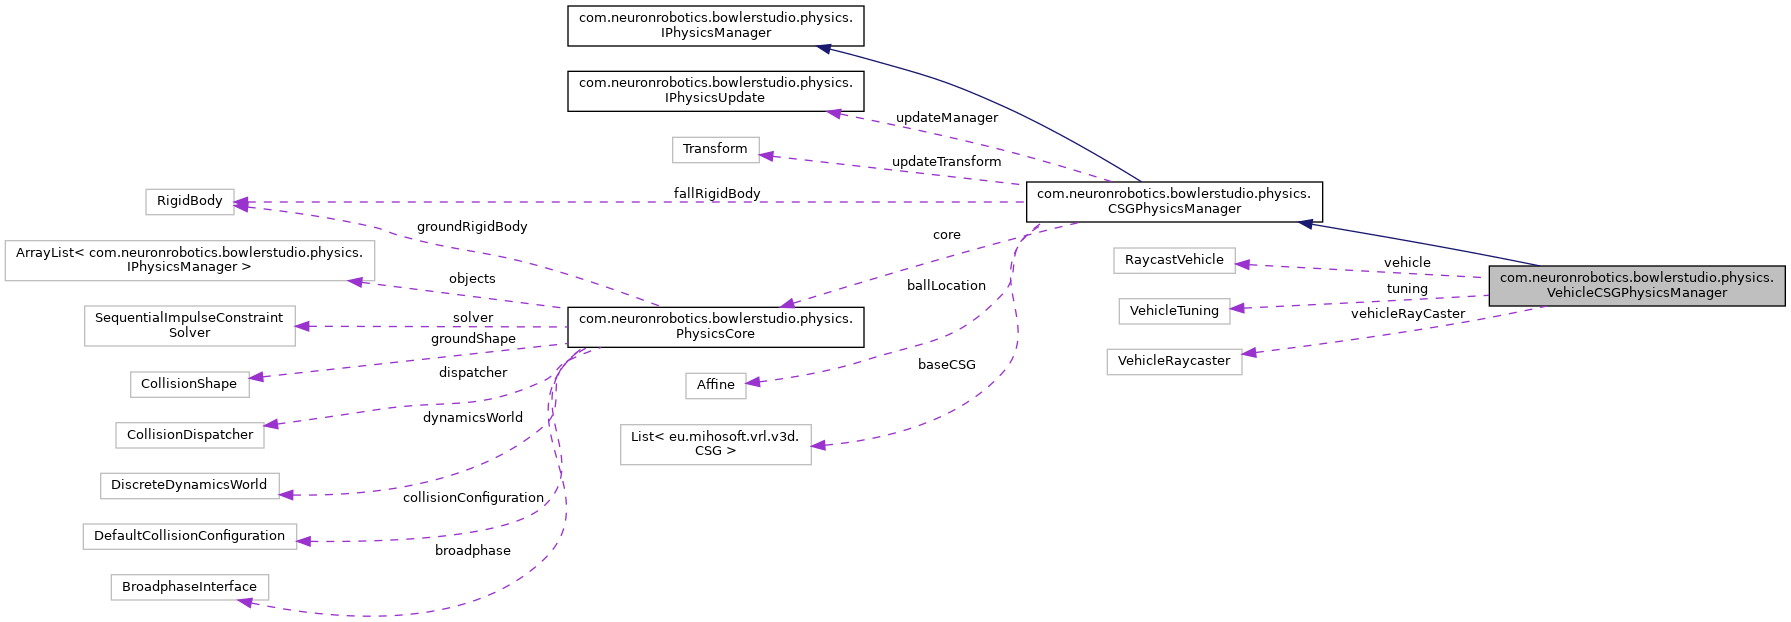 com.neuronrobotics.bowlerstudio.physics.
IPhysicsManager
com.neuronrobotics.bowlerstudio.physics.
IPhysicsUpdate
updateManager
Transform
updateTransform
RigidBody
fallRigidBody
com.neuronrobotics.bowlerstudio.physics.
CSGPhysicsManager
groundRigidBody
core
ArrayList< com.neuronrobotics.bowlerstudio.physics.
IPhysicsManager >
objects
ballLocation
RaycastVehicle
vehicle
com.neuronrobotics.bowlerstudio.physics.
VehicleCSGPhysicsManager
tuning
VehicleTuning
vehicleRayCaster
VehicleRaycaster
SequentialImpulseConstraint
Solver
solver
com.neuronrobotics.bowlerstudio.physics.
PhysicsCore
groundShape
CollisionShape
dispatcher
Affine
baseCSG
dynamicsWorld
CollisionDispatcher
List< eu.mihosoft.vrl.v3d.
CSG >
DiscreteDynamicsWorld
collisionConfiguration
DefaultCollisionConfiguration
broadphase
BroadphaseInterface